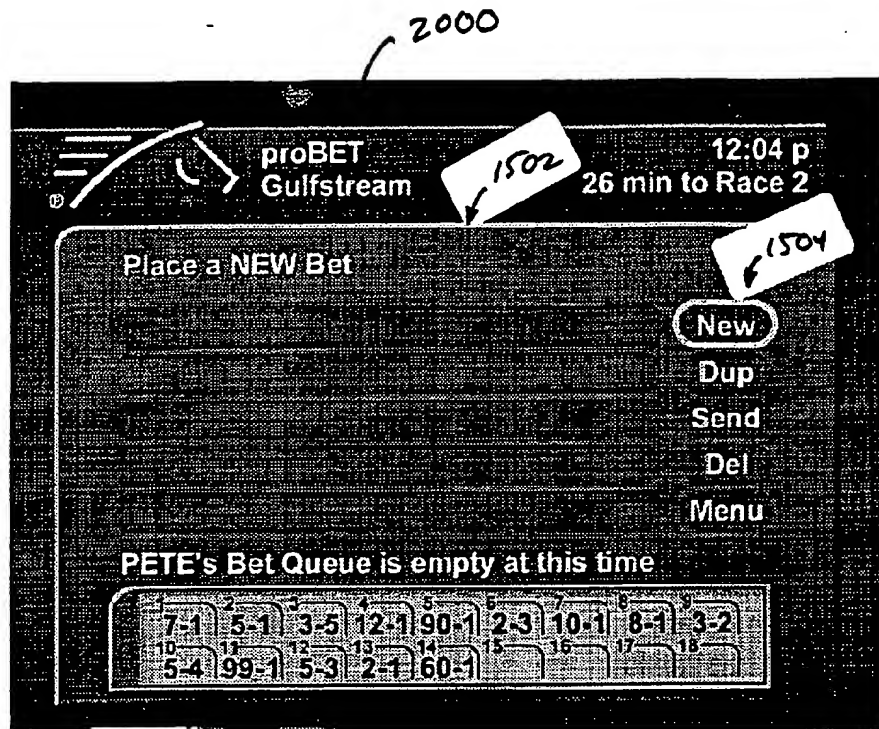 2000
®
proBET
Gulfstream
1502
12:04 p
26 min to Race 2
1504
Place a NEW Bet
New
Dup
Send
Del
Menu
PETE's Bet Queue is empty at this time
1 2 3 4 5 6 7 8 9
7-1 5-1 3-5 12-1 90-1 2-3 10-1 8-1 3-2
10 11 12 13 14 15 16 17 18
5-4 99-1 5-3 2-1 60-1